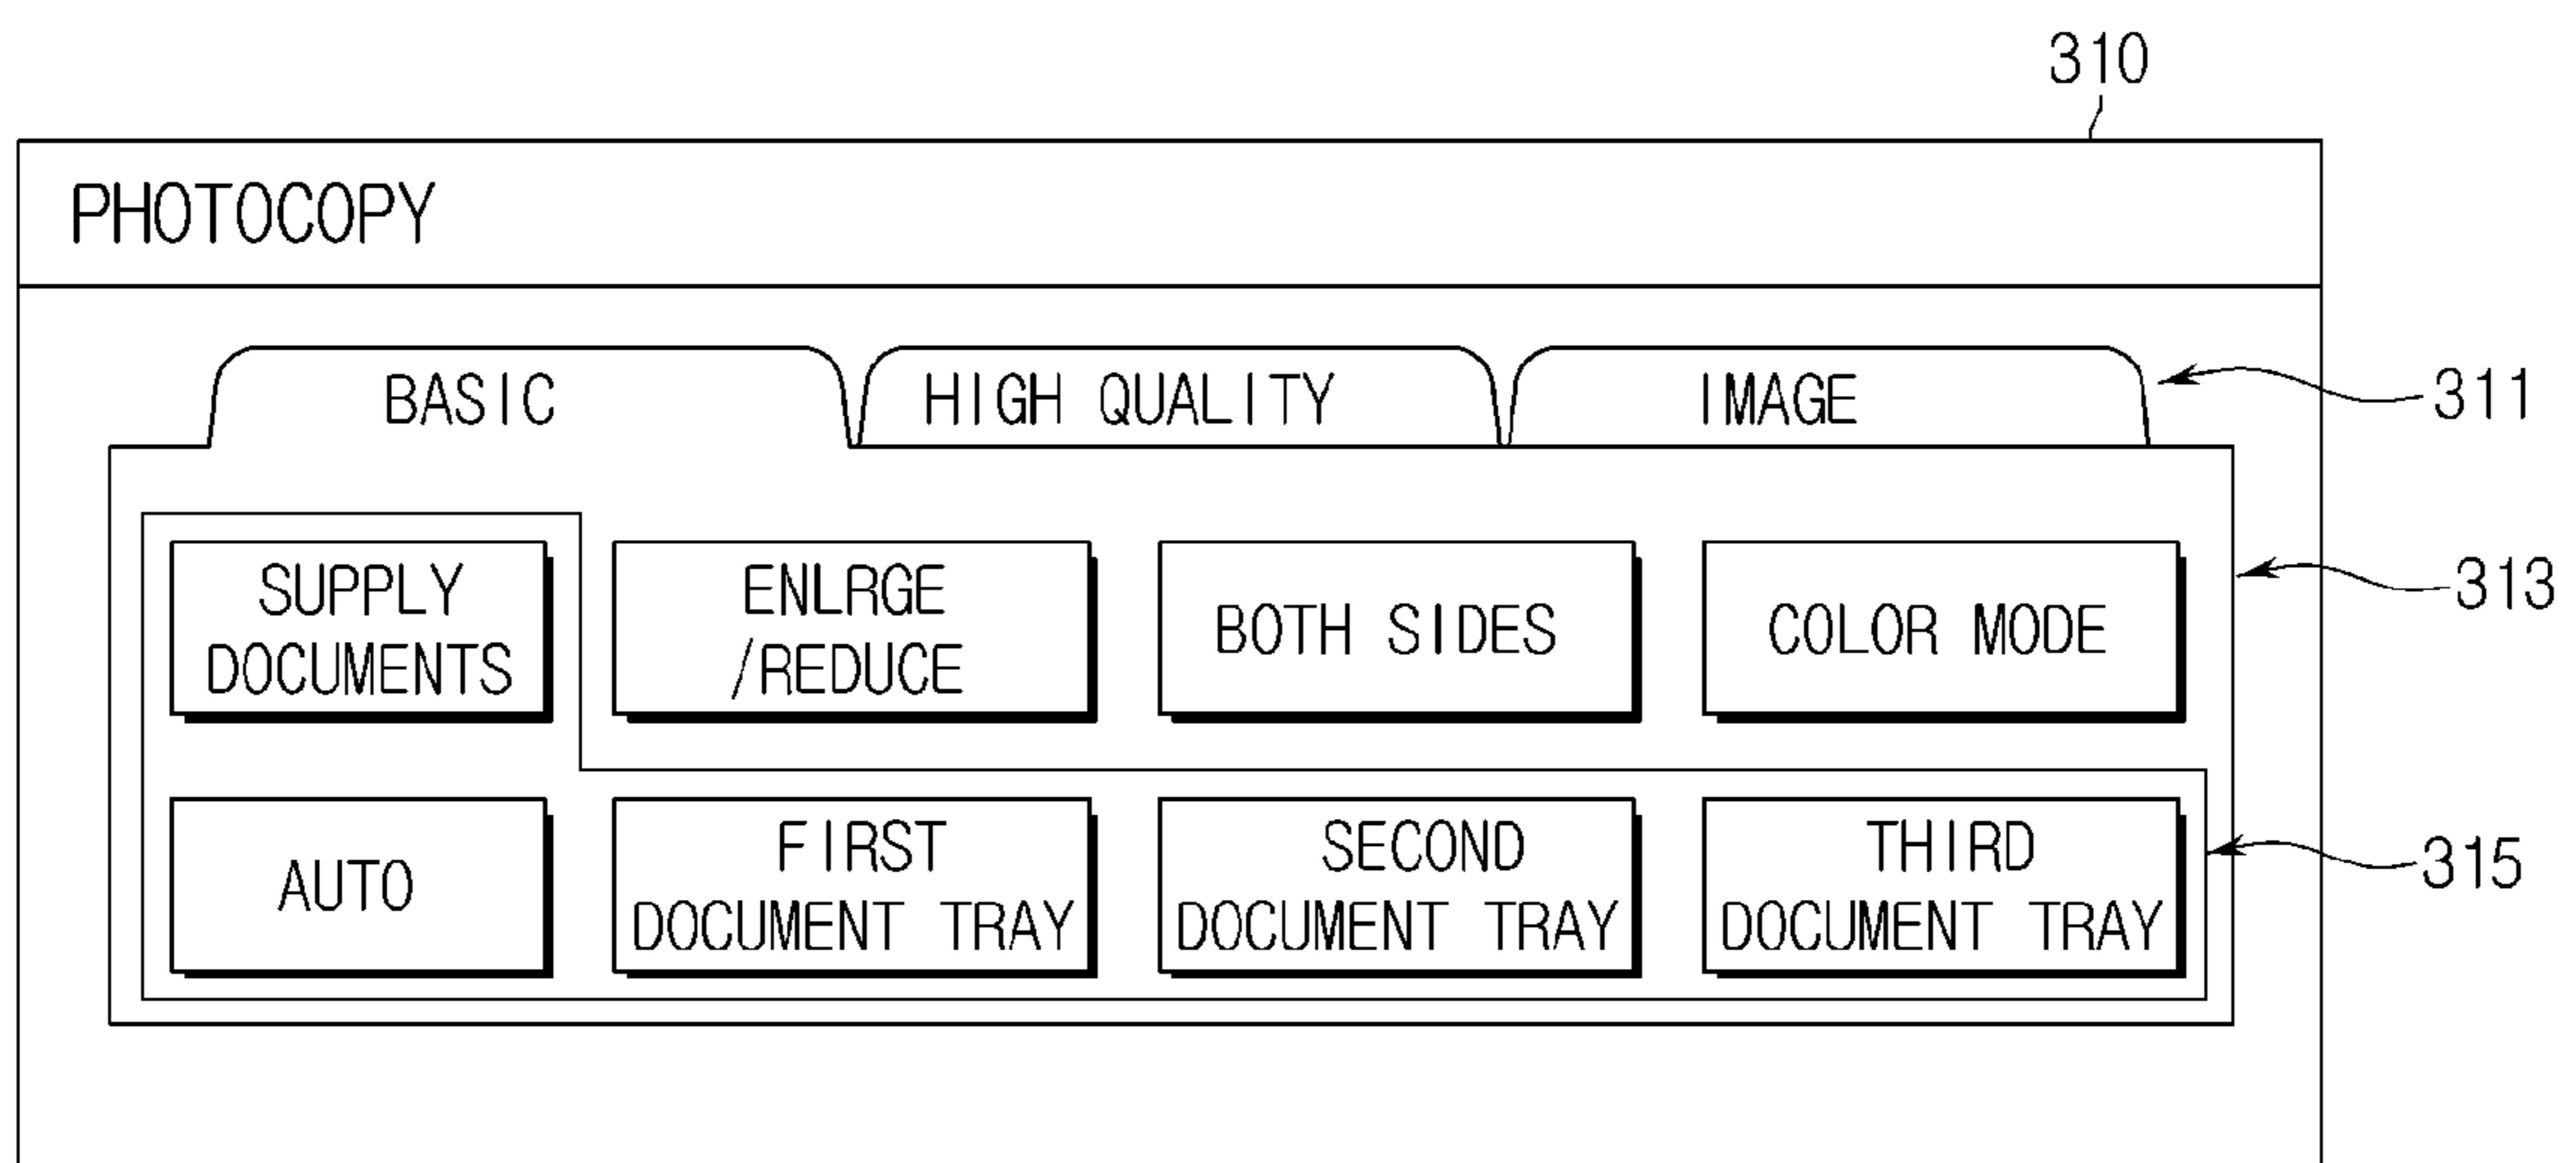 310
PHOTOCOPY
BASIC
HIGH QUALITY
IMAGE
311
SUPPLY
DOCUMENTS
ENLRGE
/REDUCE
BOTH SIDES
COLOR MODE
313
AUTO
FIRST
DOCUMENT TRAY
SECOND
DOCUMENT TRAY
THIRD
DOCUMENT TRAY
315